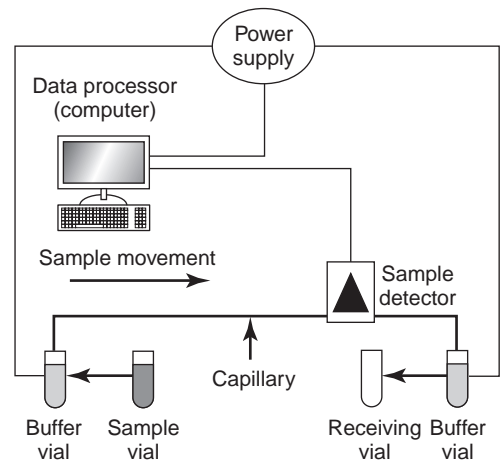 Power
supply
Data processor
(computer)
Sample movement
Sample
detector
Capillary
Buffer
vial
Sample
vial
Receiving
vial
Buffer
vial